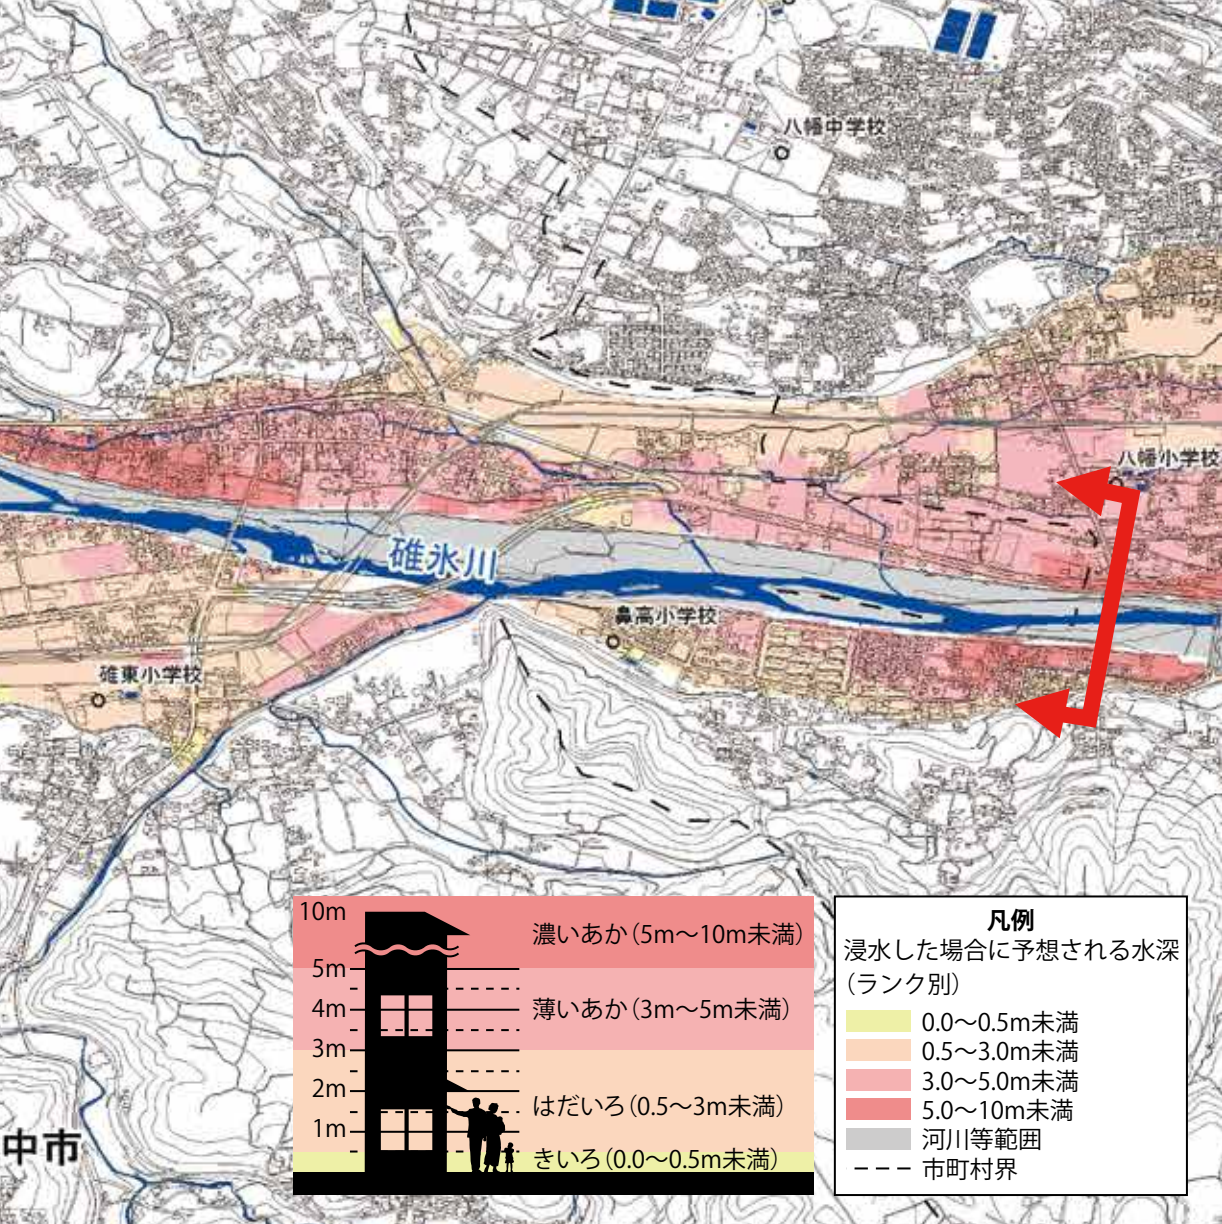 八幡中学校
八幡小学校
碓氷川
鼻高小学校
碓東小学校
中市
10m
濃いあか（5m～10m未満）
5m
4m
薄いあか（3m～5m未満）
3m
2m
はだいろ（0.5～3m未満）
1m
きいろ（0.0～0.5m未満）
凡例
浸水した場合に予想される水深
（ランク別）
0.0～0.5m未満
0.5～3.0m未満
3.0～5.0m未満
5.0～10m未満
河川等範囲
市町村界